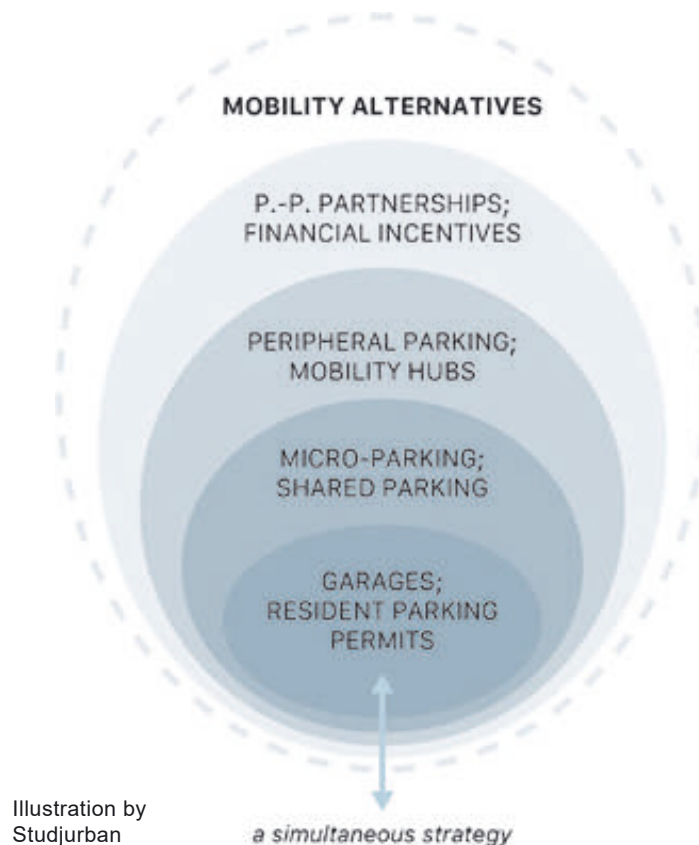 MOBILITY ALTERNATIVES
P.-P. PARTNERSHIPS;
FINANCIAL INCENTIVES
PERIPHERAL PARKING;
MOBILITY HUBS
MICRO-PARKING;
SHARED PARKING
GARAGES;
RESIDENT PARKING
PERMITS
Illustration by
Studjurban
a simultaneous strategy